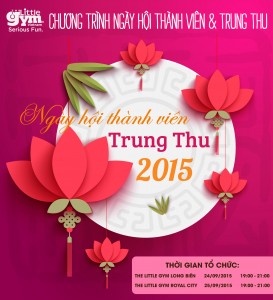 the Little gym
Serious Fun.
CHƯƠNG TRÌNH NGÀY HỘI THÀNH VIÊN & TRUNG THU
Ngày hội thành viên
Trung Thu
2015
THỜI GIAN TỔ CHỨC:
THE LITTLE GYM LONG BIÊN 24/09/2015 19:00 - 21:00
THE LITTLE GYM ROYAL CITY 25/09/2015 19:00 - 21:00